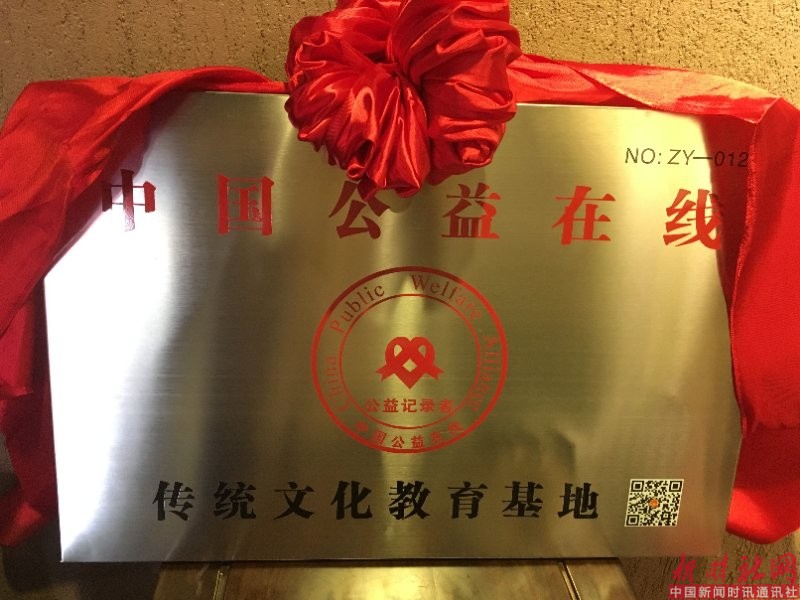 NO: ZY—012
中国公益在线
China Public Welfare
公益记录者
中国公益在线
传统文化教育基地
中国新闻时讯通讯社